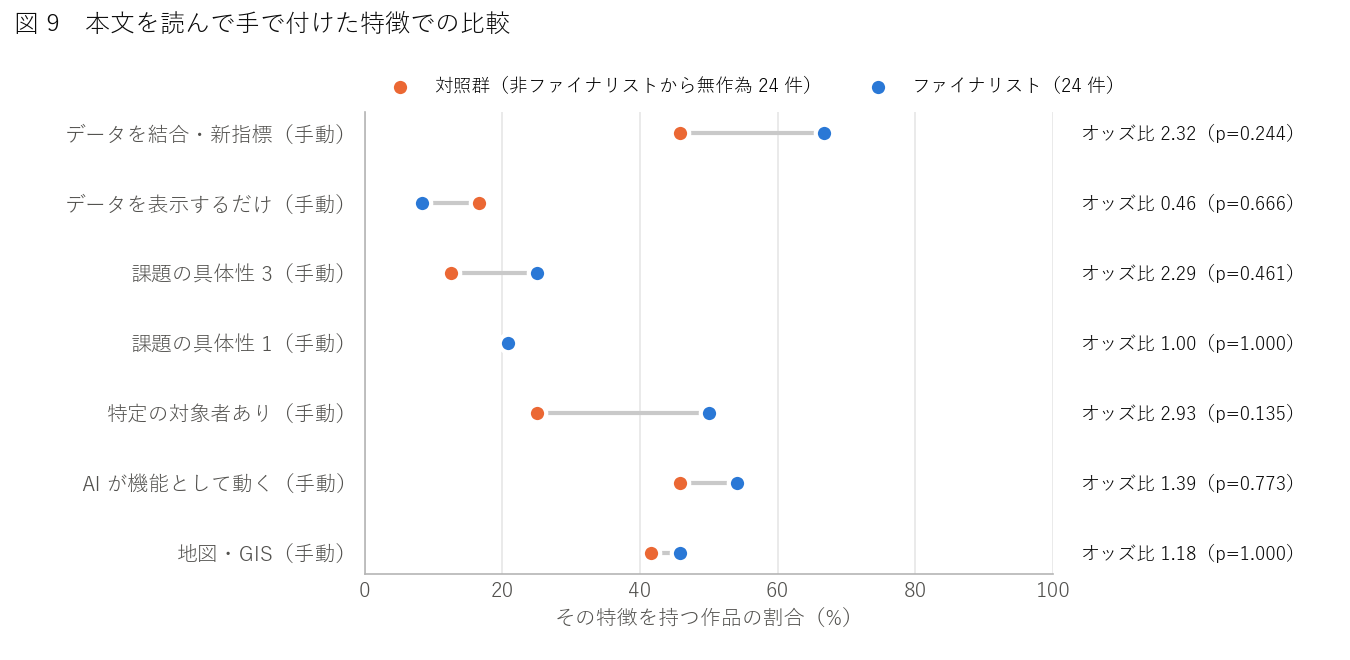 図 9　本文を読んで手で付けた特徴での比較
対照群（非ファイナリストから無作為 24 件）　ファイナリスト（24 件）
データを結合・新指標（手動）　オッズ比 2.32（p=0.244）
データを表示するだけ（手動）　オッズ比 0.46（p=0.666）
課題の具体性 3（手動）　オッズ比 2.29（p=0.461）
課題の具体性 1（手動）　オッズ比 1.00（p=1.000）
特定の対象者あり（手動）　オッズ比 2.93（p=0.135）
AI が機能として動く（手動）　オッズ比 1.39（p=0.773）
地図・GIS（手動）　オッズ比 1.18（p=1.000）
0 20 40 60 80 100
その特徴を持つ作品の割合（%）